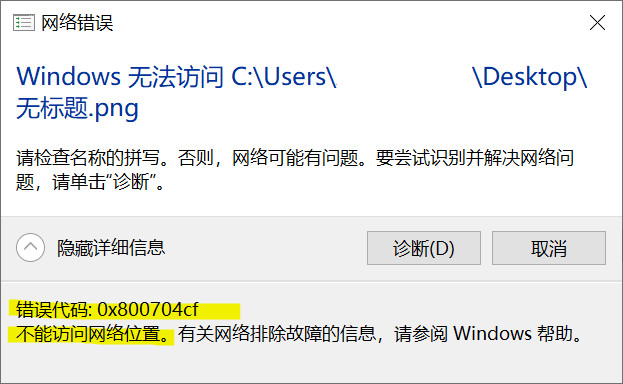 网络错误
Windows 无法访问 C:\Users\ \Desktop\
无标题.png
请检查名称的拼写。否则，网络可能有问题。要尝试识别并解决网络问
题，请单击“诊断”。
隐藏详细信息 诊断(D) 取消
错误代码: 0x800704cf
不能访问网络位置。有关网络排除故障的信息，请参阅 Windows 帮助。